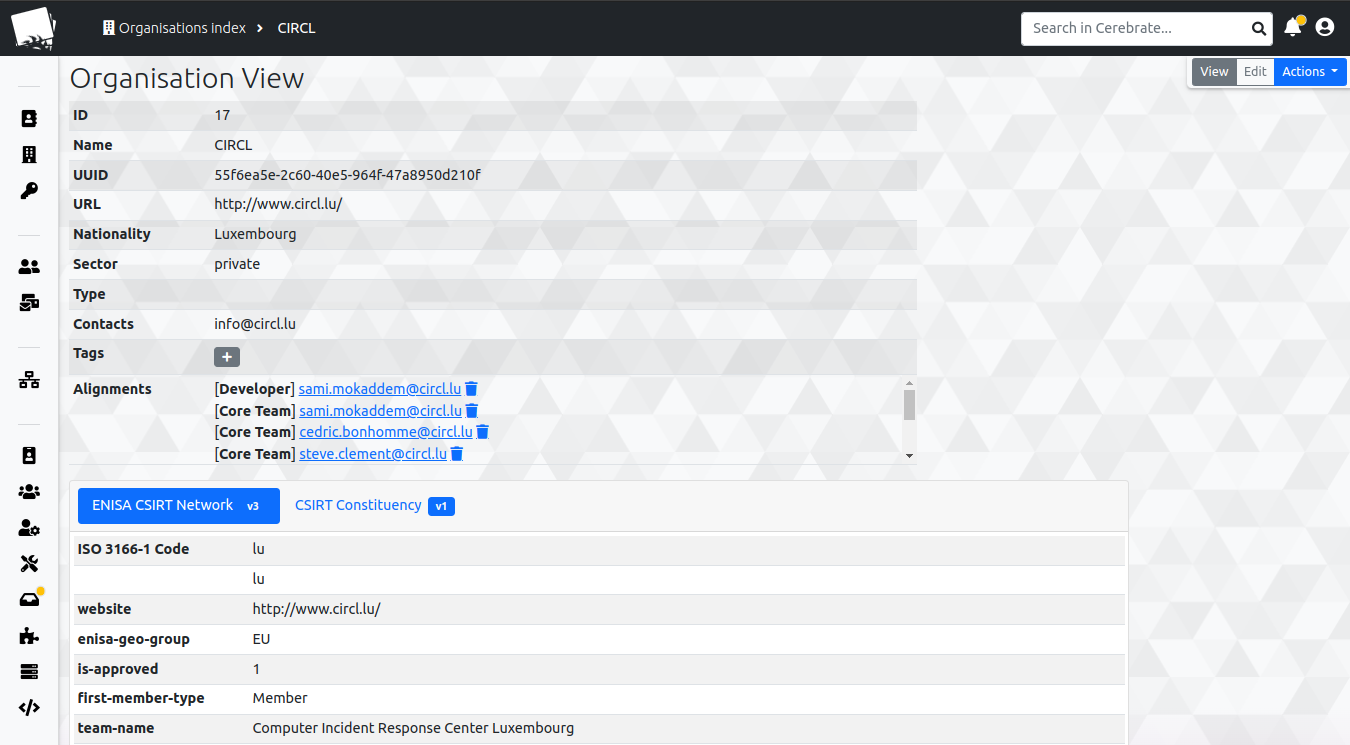 Organisations index > CIRCL
Search in Cerebrate...
Organisation View
View Edit Actions
ID 17
Name CIRCL
UUID 55f6ea5e-2c60-40e5-964f-47a8950d210f
URL http://www.circl.lu/
Nationality Luxembourg
Sector private
Type
Contacts info@circl.lu
Tags +
Alignments [Developer] sami.mokaddem@circl.lu
[Core Team] sami.mokaddem@circl.lu
[Core Team] cedric.bonhomme@circl.lu
[Core Team] steve.clement@circl.lu
ENISA CSIRT Network v3 CSIRT Constituency v1
ISO 3166-1 Code lu
lu
website http://www.circl.lu/
enisa-geo-group EU
is-approved 1
first-member-type Member
team-name Computer Incident Response Center Luxembourg